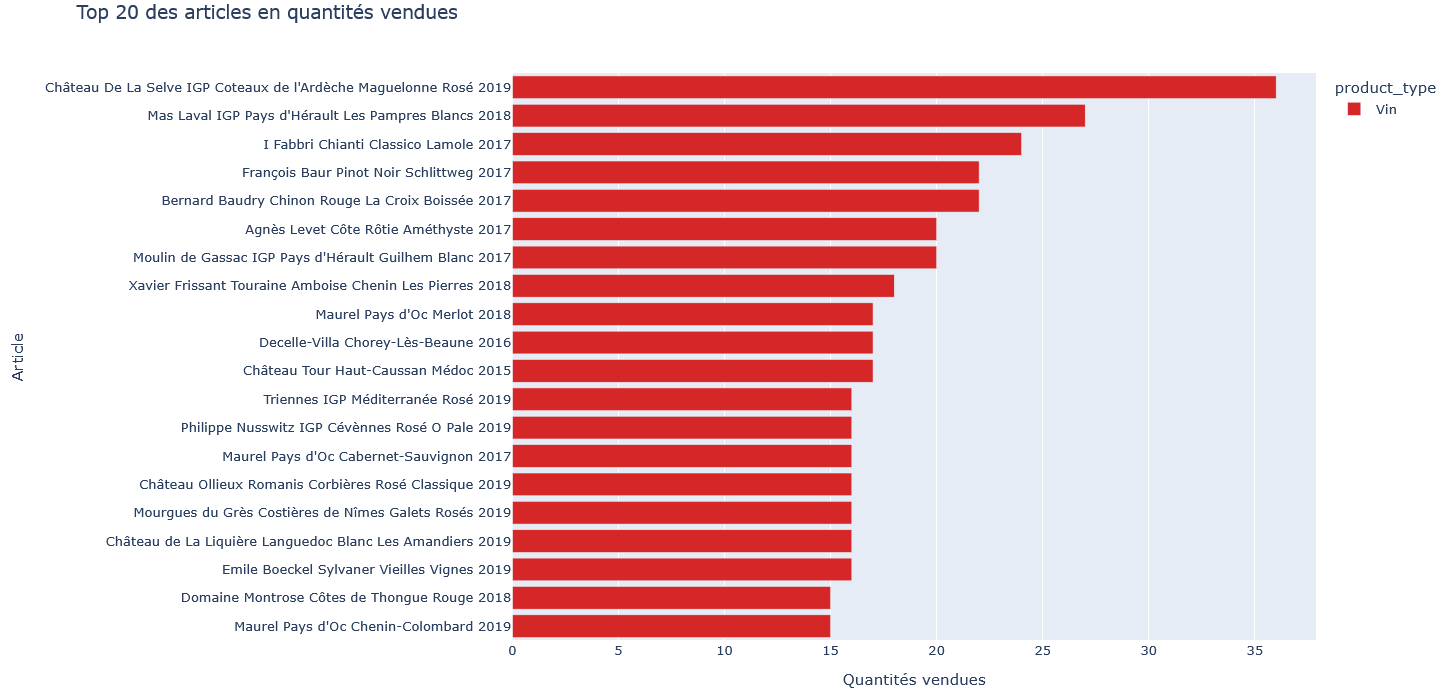 Top 20 des articles en quantités vendues
Château De La Selve IGP Coteaux de l'Ardèche Maguelonne Rosé 2019
Mas Laval IGP Pays d'Hérault Les Pampres Blancs 2018
I Fabbri Chianti Classico Lamole 2017
François Baur Pinot Noir Schlittweg 2017
Bernard Baudry Chinon Rouge La Croix Boissée 2017
Agnès Levet Côte Rôtie Améthyste 2017
Moulin de Gassac IGP Pays d'Hérault Guilhem Blanc 2017
Xavier Frissant Touraine Amboise Chenin Les Pierres 2018
Maurel Pays d'Oc Merlot 2018
Decelle-Villa Chorey-Lès-Beaune 2016
Château Tour Haut-Caussan Médoc 2015
Triennes IGP Méditerranée Rosé 2019
Philippe Nusswitz IGP Cévènnes Rosé O Pale 2019
Maurel Pays d'Oc Cabernet-Sauvignon 2017
Château Ollieux Romanis Corbières Rosé Classique 2019
Mourgues du Grès Costières de Nîmes Galets Rosés 2019
Château de La Liquière Languedoc Blanc Les Amandiers 2019
Emile Boeckel Sylvaner Vieilles Vignes 2019
Domaine Montrose Côtes de Thongue Rouge 2018
Maurel Pays d'Oc Chenin-Colombard 2019
Article
0 5 10 15 20 25 30 35
Quantités vendues
product_type
Vin